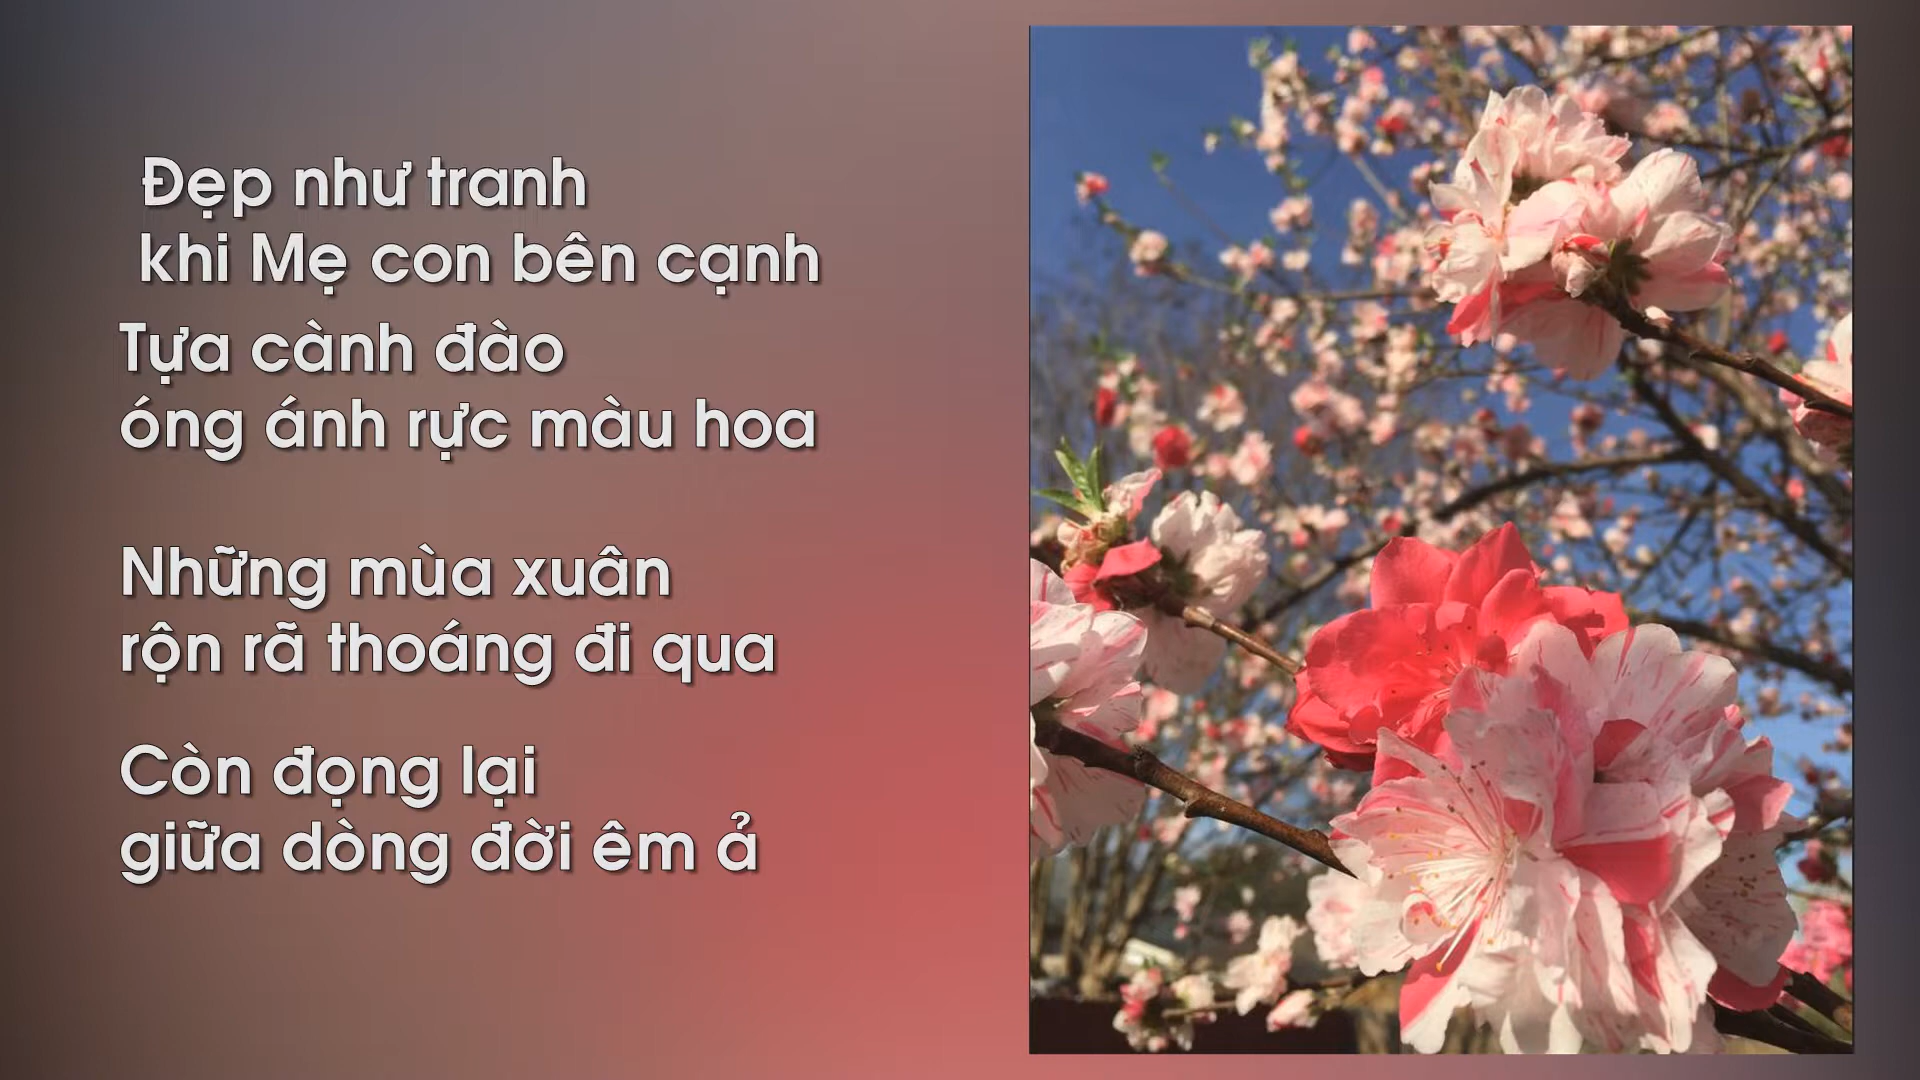 Đẹp như tranh
khi Mẹ con bên cạnh
Tựa cành đào
óng ánh rực màu hoa
Những mùa xuân
rộn rã thoáng đi qua
Còn đọng lại
giữa dòng đời êm ả